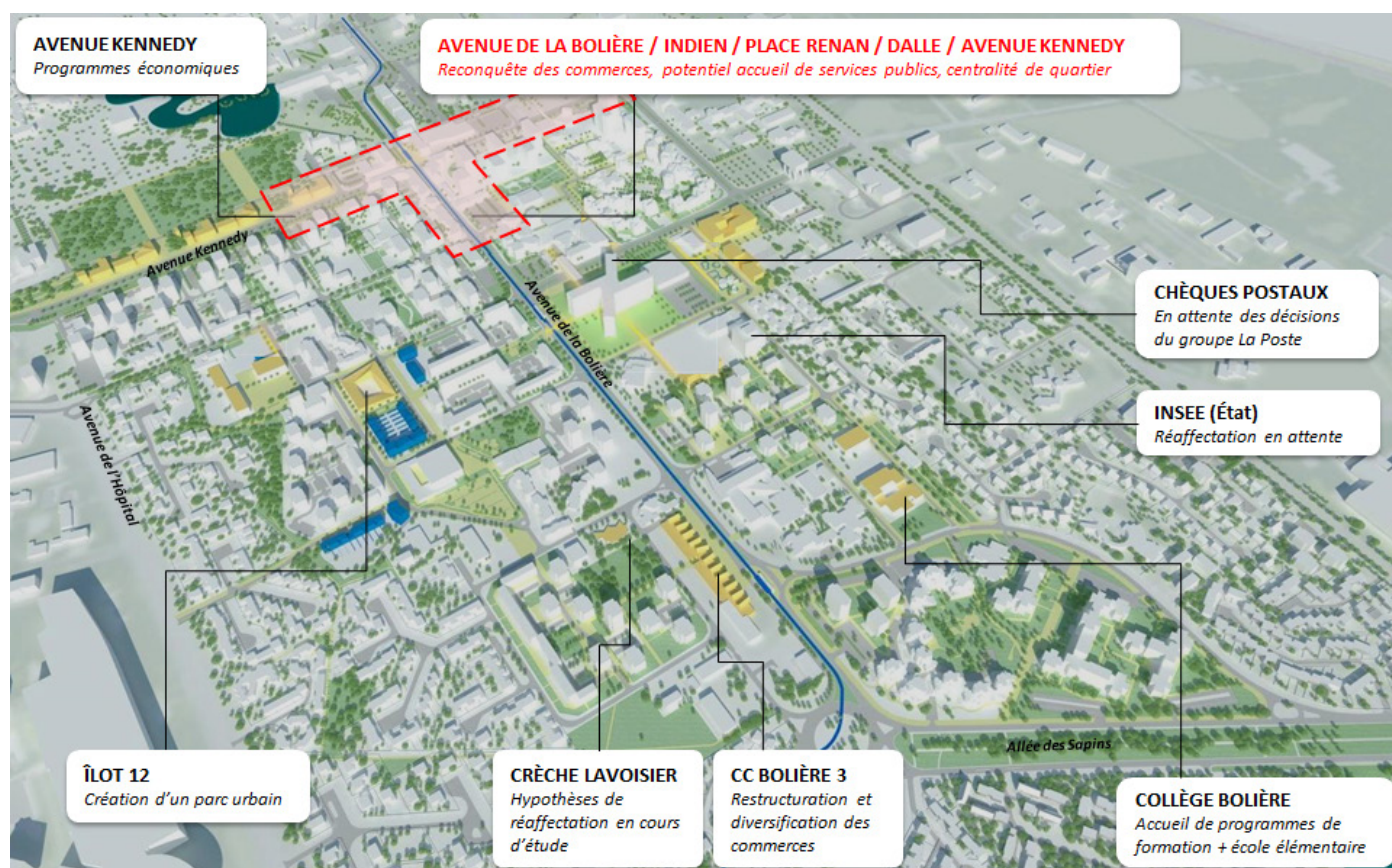 AVENUE KENNEDY
Programmes économiques
AVENUE DE LA BOLIÈRE / INDIEN / PLACE RENAN / DALLE / AVENUE KENNEDY
Reconquête des commerces, potentiel accueil de services publics, centralité de quartier
Avenue Kennedy
Avenue de la Bolière
CHÈQUES POSTAUX
En attente des décisions
du groupe La Poste
INSEE (État)
Réaffectation en attente
Avenue de l'Hôpital
Allée des Sapins
ÎLOT 12
Création d'un parc urbain
CRÈCHE LAVOISIER
Hypothèses de
réaffectation en cours
d'étude
CC BOLIÈRE 3
Restructuration et
diversification des
commerces
COLLÈGE BOLIÈRE
Accueil de programmes de
formation + école élémentaire